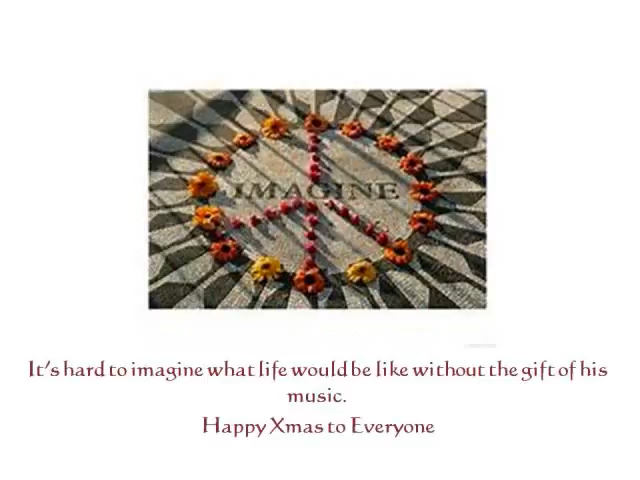 IMAGINE
It's hard to imagine what life would be like without the gift of his
music.
Happy Xmas to Everyone